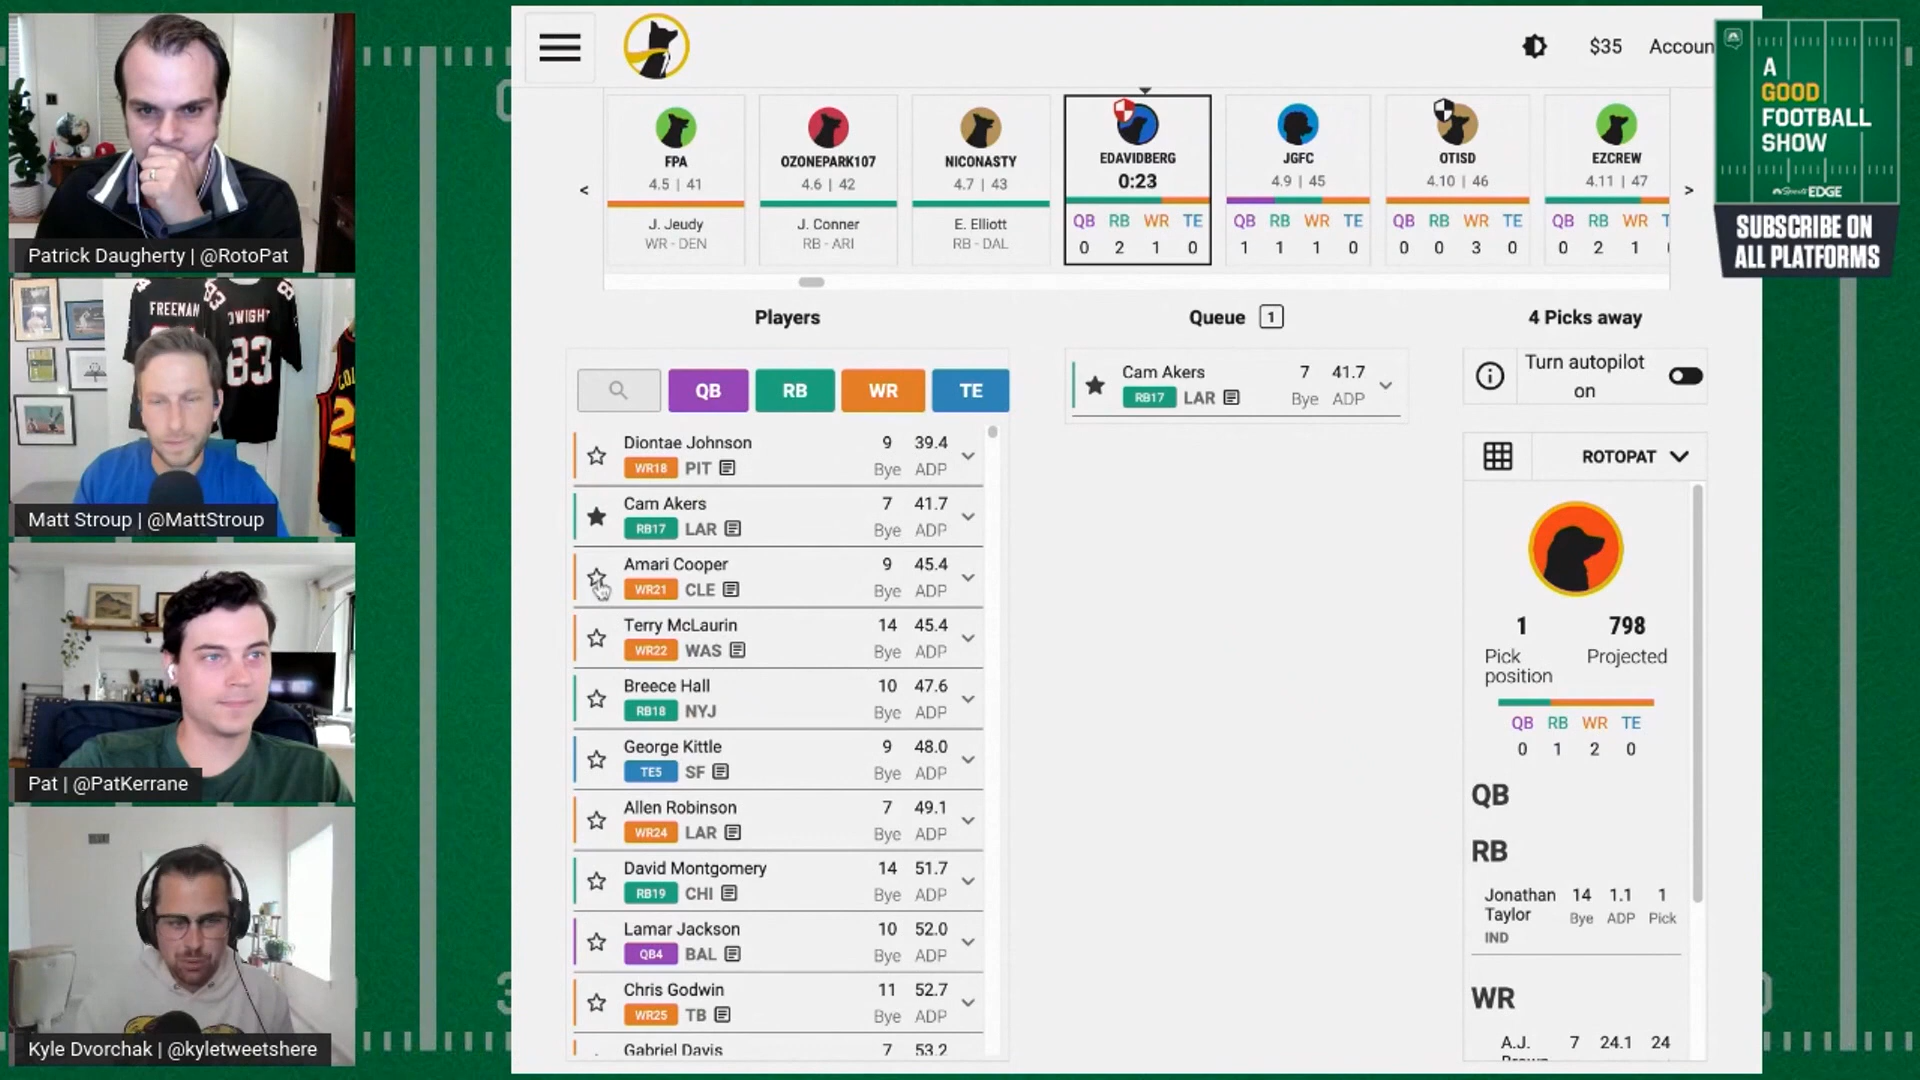 Patrick Daugherty | @RotoPat
FREEMAN
DWIGHT
83
Matt Stroup | @MattStroup
Pat | @PatKerrane
Kyle Dvorchak | @kyletweetshere
$35
Accoun
A
GOOD
FOOTBALL
SHOW
EDGE
SUBSCRIBE ON
ALL PLATFORMS
<
FPA
4.5 | 41
J. Jeudy
WR - DEN
OZONEPARK107
4.6 | 42
J. Conner
RB - ARI
NICONASTY
4.7 | 43
E. Elliott
RB - DAL
EDAVIDBERG
0:23
QB RB WR TE
0 2 1 0
JGFC
4.9 | 45
QB RB WR TE
1 1 1 0
OTISD
4.10 | 46
QB RB WR TE
0 0 3 0
EZCREW
4.11 | 47
QB RB WR T
0 2 1
>
Players
QB RB WR TE
Diontae Johnson 9 39.4
WR18 PIT Bye ADP
Cam Akers 7 41.7
RB17 LAR Bye ADP
Amari Cooper 9 45.4
WR21 CLE Bye ADP
Terry McLaurin 14 45.4
WR22 WAS Bye ADP
Breece Hall 10 47.6
RB18 NYJ Bye ADP
George Kittle 9 48.0
TE5 SF Bye ADP
Allen Robinson 7 49.1
WR24 LAR Bye ADP
David Montgomery 14 51.7
RB19 CHI Bye ADP
Lamar Jackson 10 52.0
QB4 BAL Bye ADP
Chris Godwin 11 52.7
WR25 TB Bye ADP
Gabriel Davis 7 53.2
Queue 1
Cam Akers 7 41.7
RB17 LAR Bye ADP
4 Picks away
Turn autopilot
on
ROTOPAT
1 798
Pick Projected
position
QB RB WR TE
0 1 2 0
QB
RB
Jonathan 14 1.1 1
Taylor Bye ADP Pick
IND
WR
A.J. 7 24.1 24
Brown